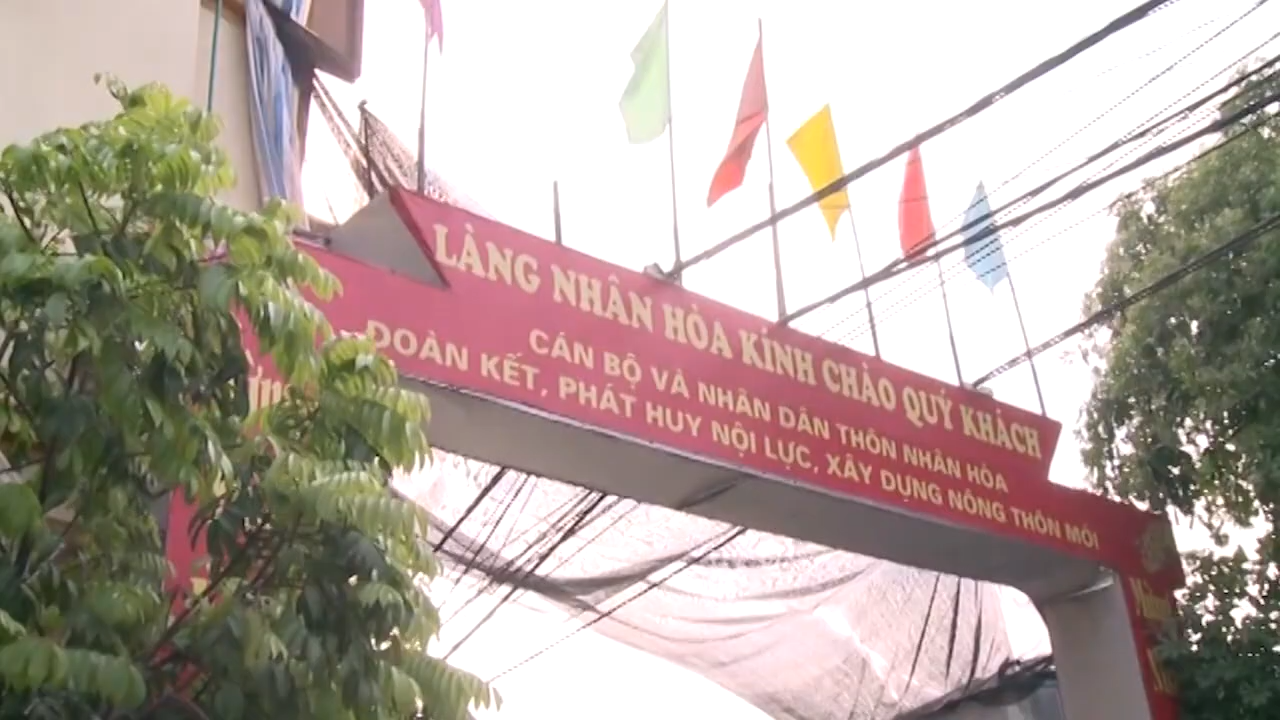 LÀNG NHÂN HÒA KÍNH CHÀO QUÝ KHÁCH
CÁN BỘ VÀ NHÂN DÂN THÔN NHÂN HÒA
ĐOÀN KẾT, PHÁT HUY NỘI LỰC, XÂY DỰNG NÔNG THÔN MỚI